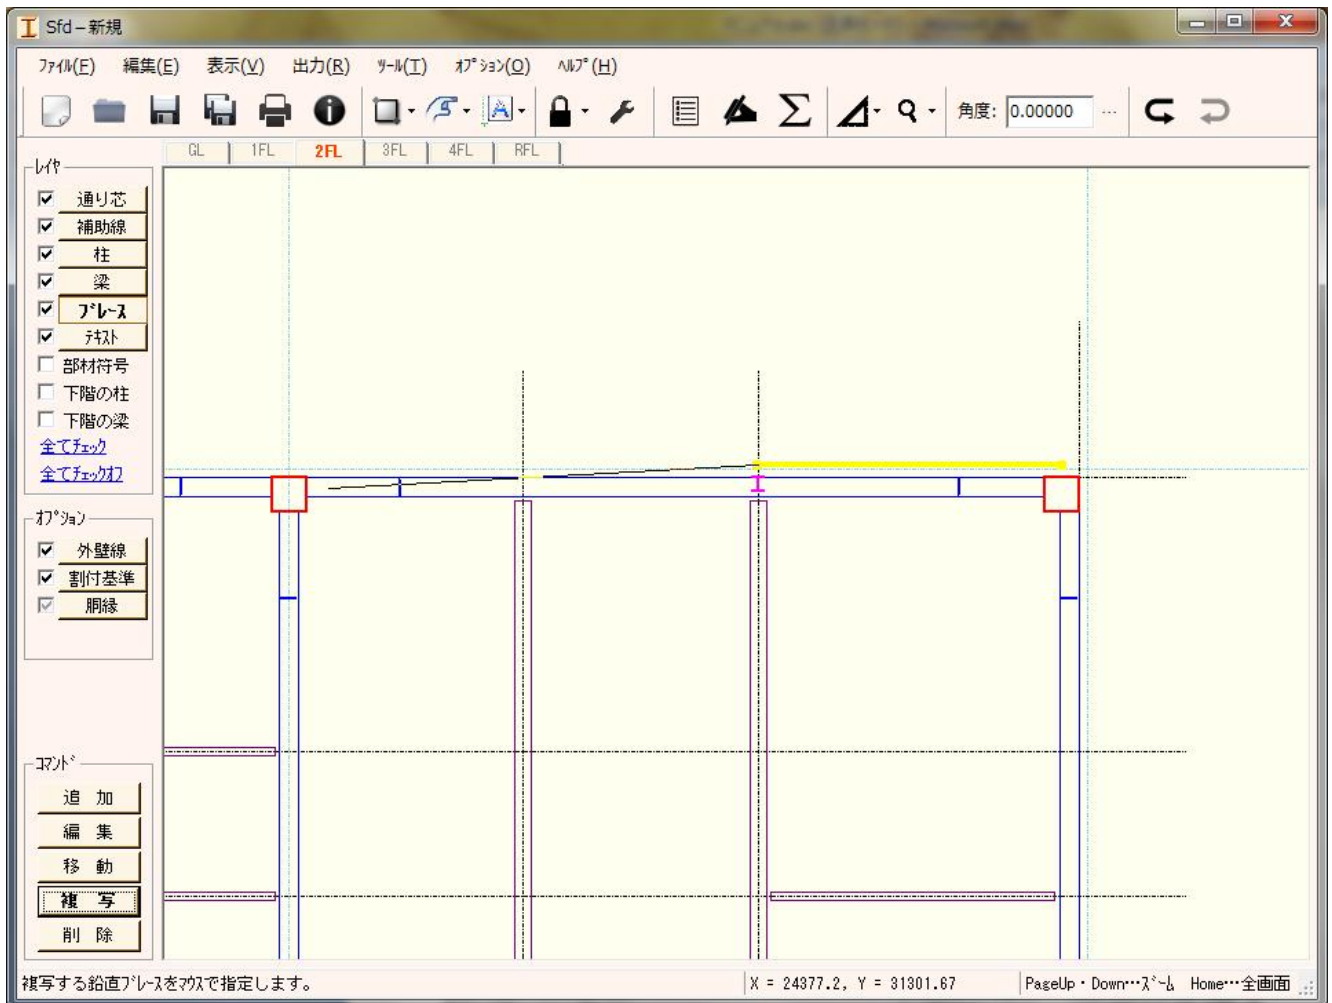 Sfd－新規
ﾌｧｲﾙ(F) 編集(E) 表示(V) 出力(R) ﾂｰﾙ(T) ｵﾌﾟｼｮﾝ(O) ﾍﾙﾌﾟ(H)
A 角度: 0.00000 ...
GL 1FL 2FL 3FL 4FL RFL
ﾚｲﾔ
通り芯
補助線
柱
梁
ﾌﾞﾚｰｽ
ﾃｷｽﾄ
部材符号
下階の柱
下階の梁
全てﾁｪｯｸ
全てﾁｪｯｸｵﾌ
ｵﾌﾟｼｮﾝ
外壁線
割付基準
胴縁
ｺﾏﾝﾄﾞ
追 加
編 集
移 動
複 写
削 除
複写する鉛直ﾌﾞﾚｰｽをﾏｳｽで指定します。 X = 24377.2, Y = 31301.67 PageUp・Down…ｽﾞｰﾑ Home…全画面